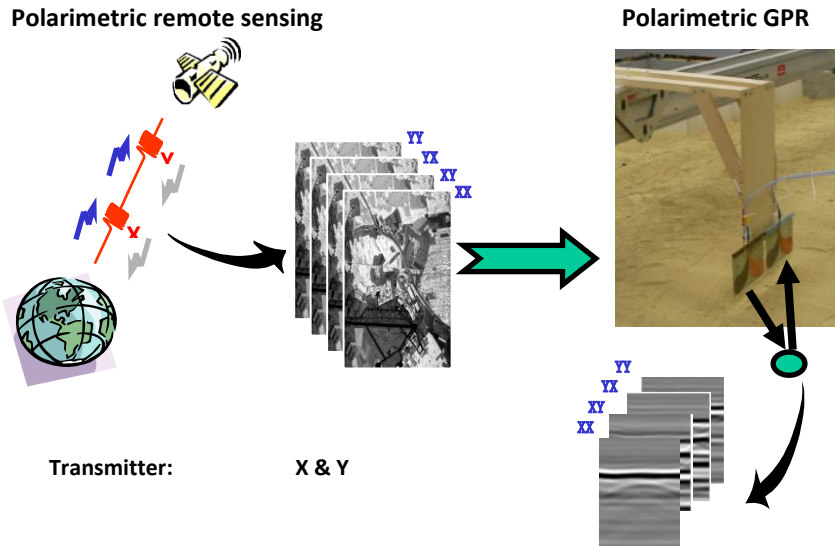 Polarimetric remote sensing
Polarimetric GPR
YY
YX
XY
XX
YY
YX
XY
XX
Transmitter: X & Y